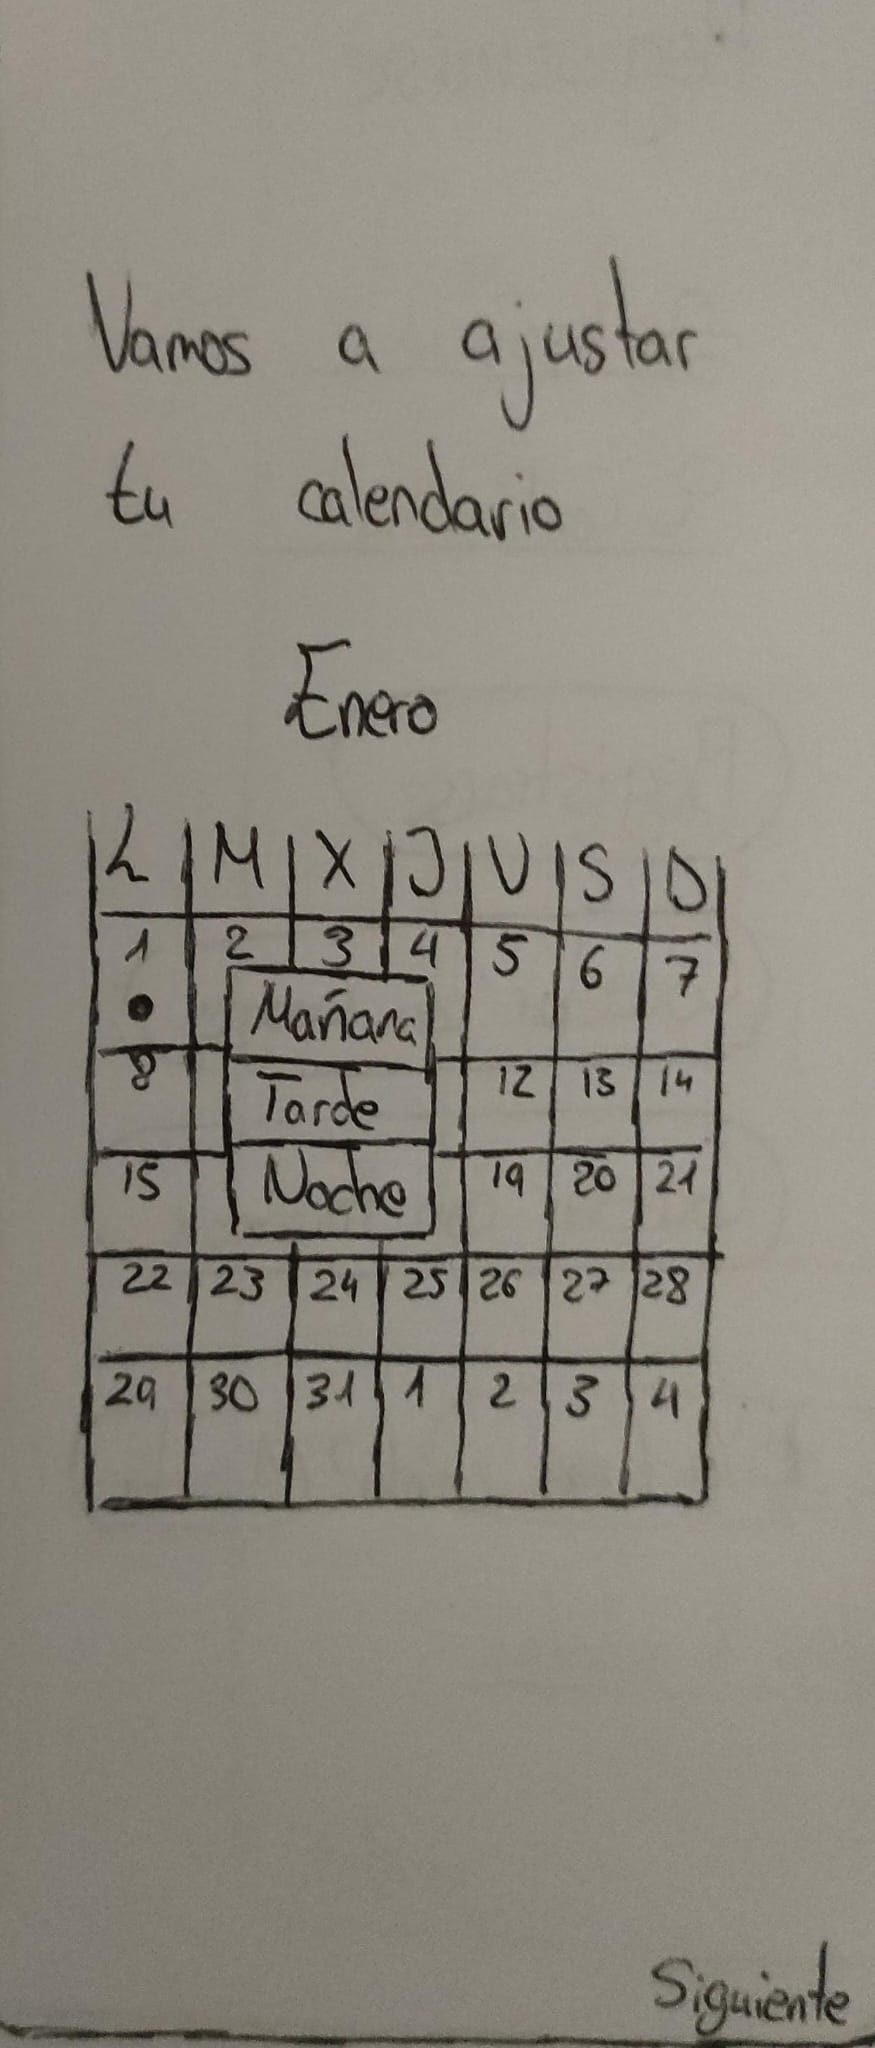 Vamos a ajustar
tu calendario
Enero
L M X J V S D
1 2 3 4 5 6 7
Mañana
8 12 13 14
Tarde
15 19 20 21
Noche
22 23 24 25 26 27 28
29 30 31 1 2 3 4
Siguiente